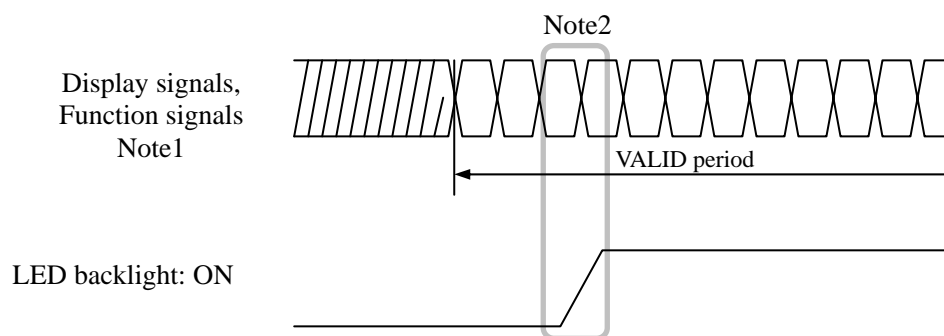 Note2
Display signals,
Function signals
Note1
VALID period
LED backlight: ON